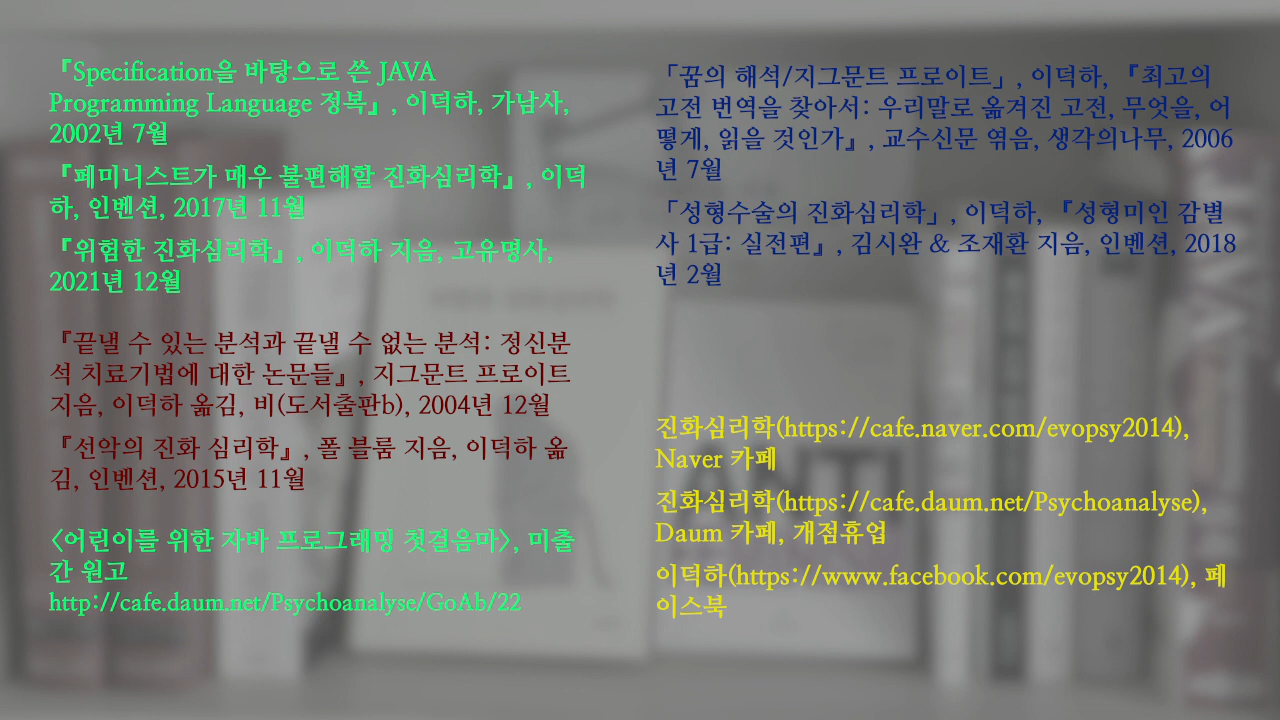 『Specification을 바탕으로 쓴 JAVA
Programming Language 정복』, 이덕하, 가남사,
2002년 7월
『페미니스트가 매우 불편해할 진화심리학』, 이덕
하, 인벤션, 2017년 11월
『위험한 진화심리학』, 이덕하 지음, 고유명사,
2021년 12월
『끝낼 수 있는 분석과 끝낼 수 없는 분석: 정신분
석 치료기법에 대한 논문들』, 지그문트 프로이트
지음, 이덕하 옮김, 비(도서출판b), 2004년 12월
『선악의 진화 심리학』, 폴 블룸 지음, 이덕하 옮
김, 인벤션, 2015년 11월
<어린이를 위한 자바 프로그래밍 첫걸음마>, 미출
간 원고
http://cafe.daum.net/Psychoanalyse/GoAb/22
「꿈의 해석/지그문트 프로이트」, 이덕하, 『최고의
고전 번역을 찾아서: 우리말로 옮겨진 고전, 무엇을, 어
떻게, 읽을 것인가』, 교수신문 엮음, 생각의나무, 2006
년 7월
「성형수술의 진화심리학」, 이덕하, 『성형미인 감별
사 1급: 실전편』, 김시완 & 조재환 지음, 인벤션, 2018
년 2월
진화심리학(https://cafe.naver.com/evopsy2014),
Naver 카페
진화심리학(https://cafe.daum.net/Psychoanalyse),
Daum 카페, 개점휴업
이덕하(https://www.facebook.com/evopsy2014), 페
이스북